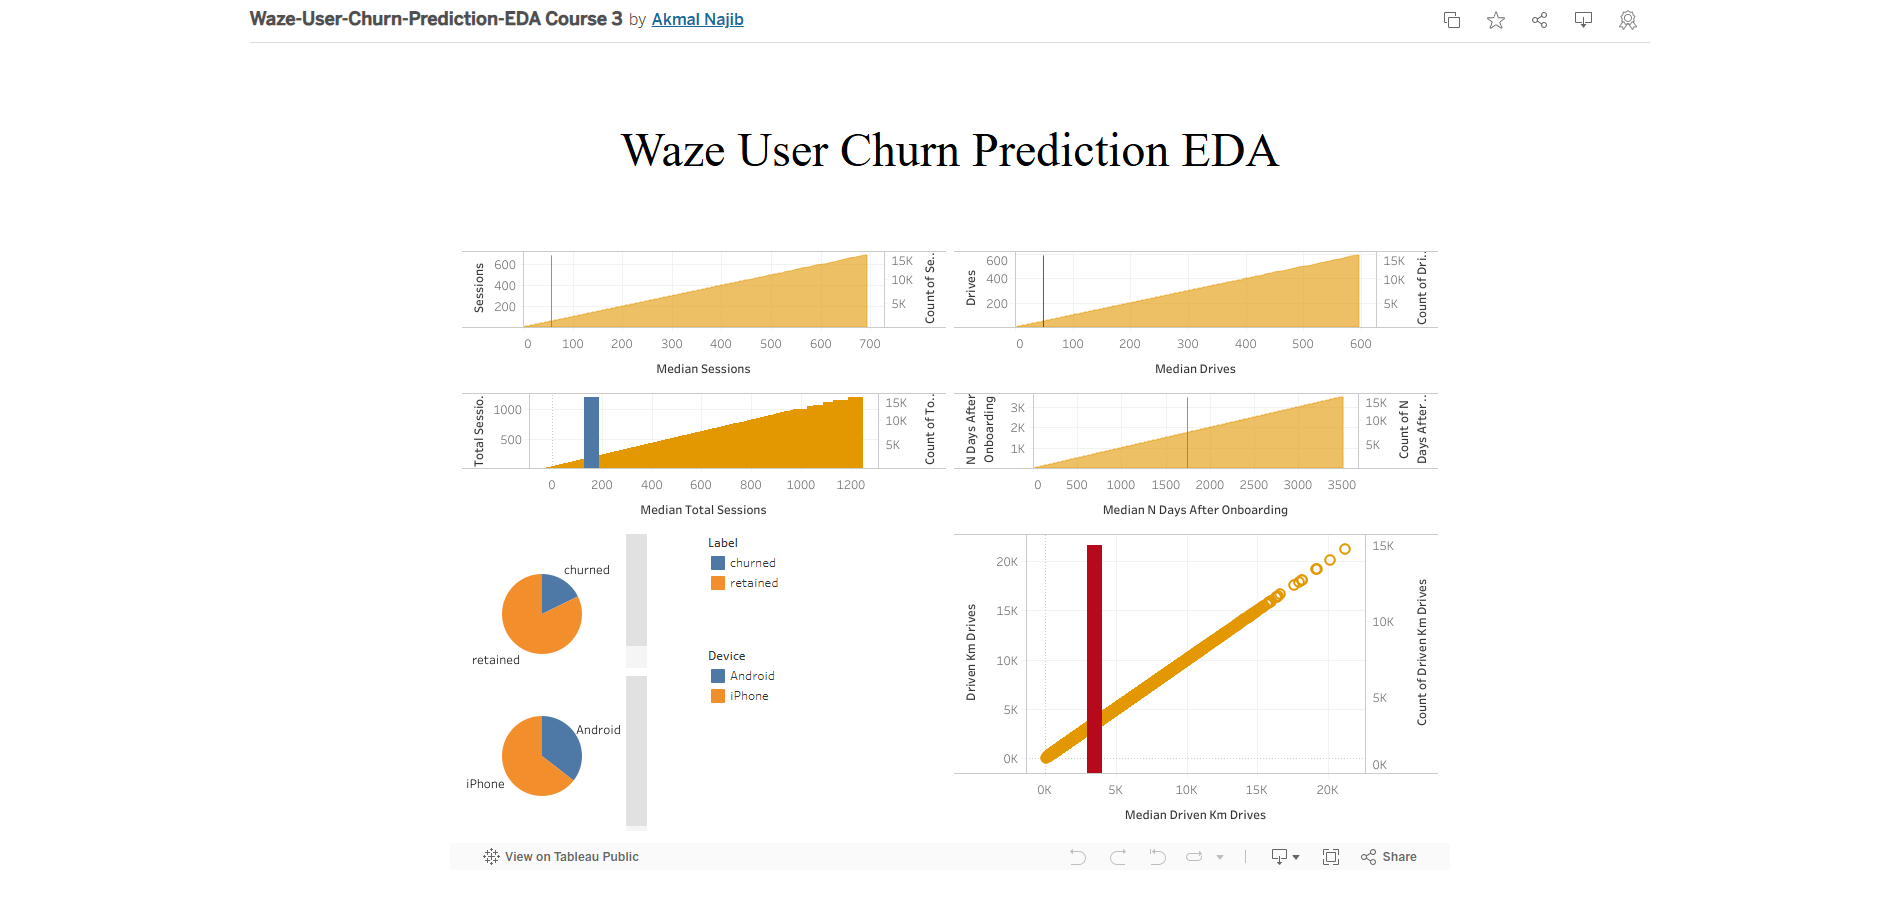 Waze-User-Churn-Prediction-EDA Course 3 by Akmal Najib
Waze User Churn Prediction EDA
Sessions
600
400
200
15K
10K
5K
Count of Se..
0 100 200 300 400 500 600 700
Median Sessions
Drives
600
400
200
15K
10K
5K
Count of Dri..
0 100 200 300 400 500 600
Median Drives
Total Sessio.
1000
500
15K
10K
5K
Count of To..
0 200 400 600 800 1000 1200
Median Total Sessions
N Days After
Onboarding
3K
2K
1K
15K
10K
5K
Count of N
Days After ..
0 500 1000 1500 2000 2500 3000 3500
Median N Days After Onboarding
churned
retained
Label
churned
retained
Android
iPhone
Device
Android
iPhone
Driven Km Drives
20K
15K
10K
5K
0K
15K
10K
5K
0K
Count of Driven Km Drives
0K 5K 10K 15K 20K
Median Driven Km Drives
View on Tableau Public
Share